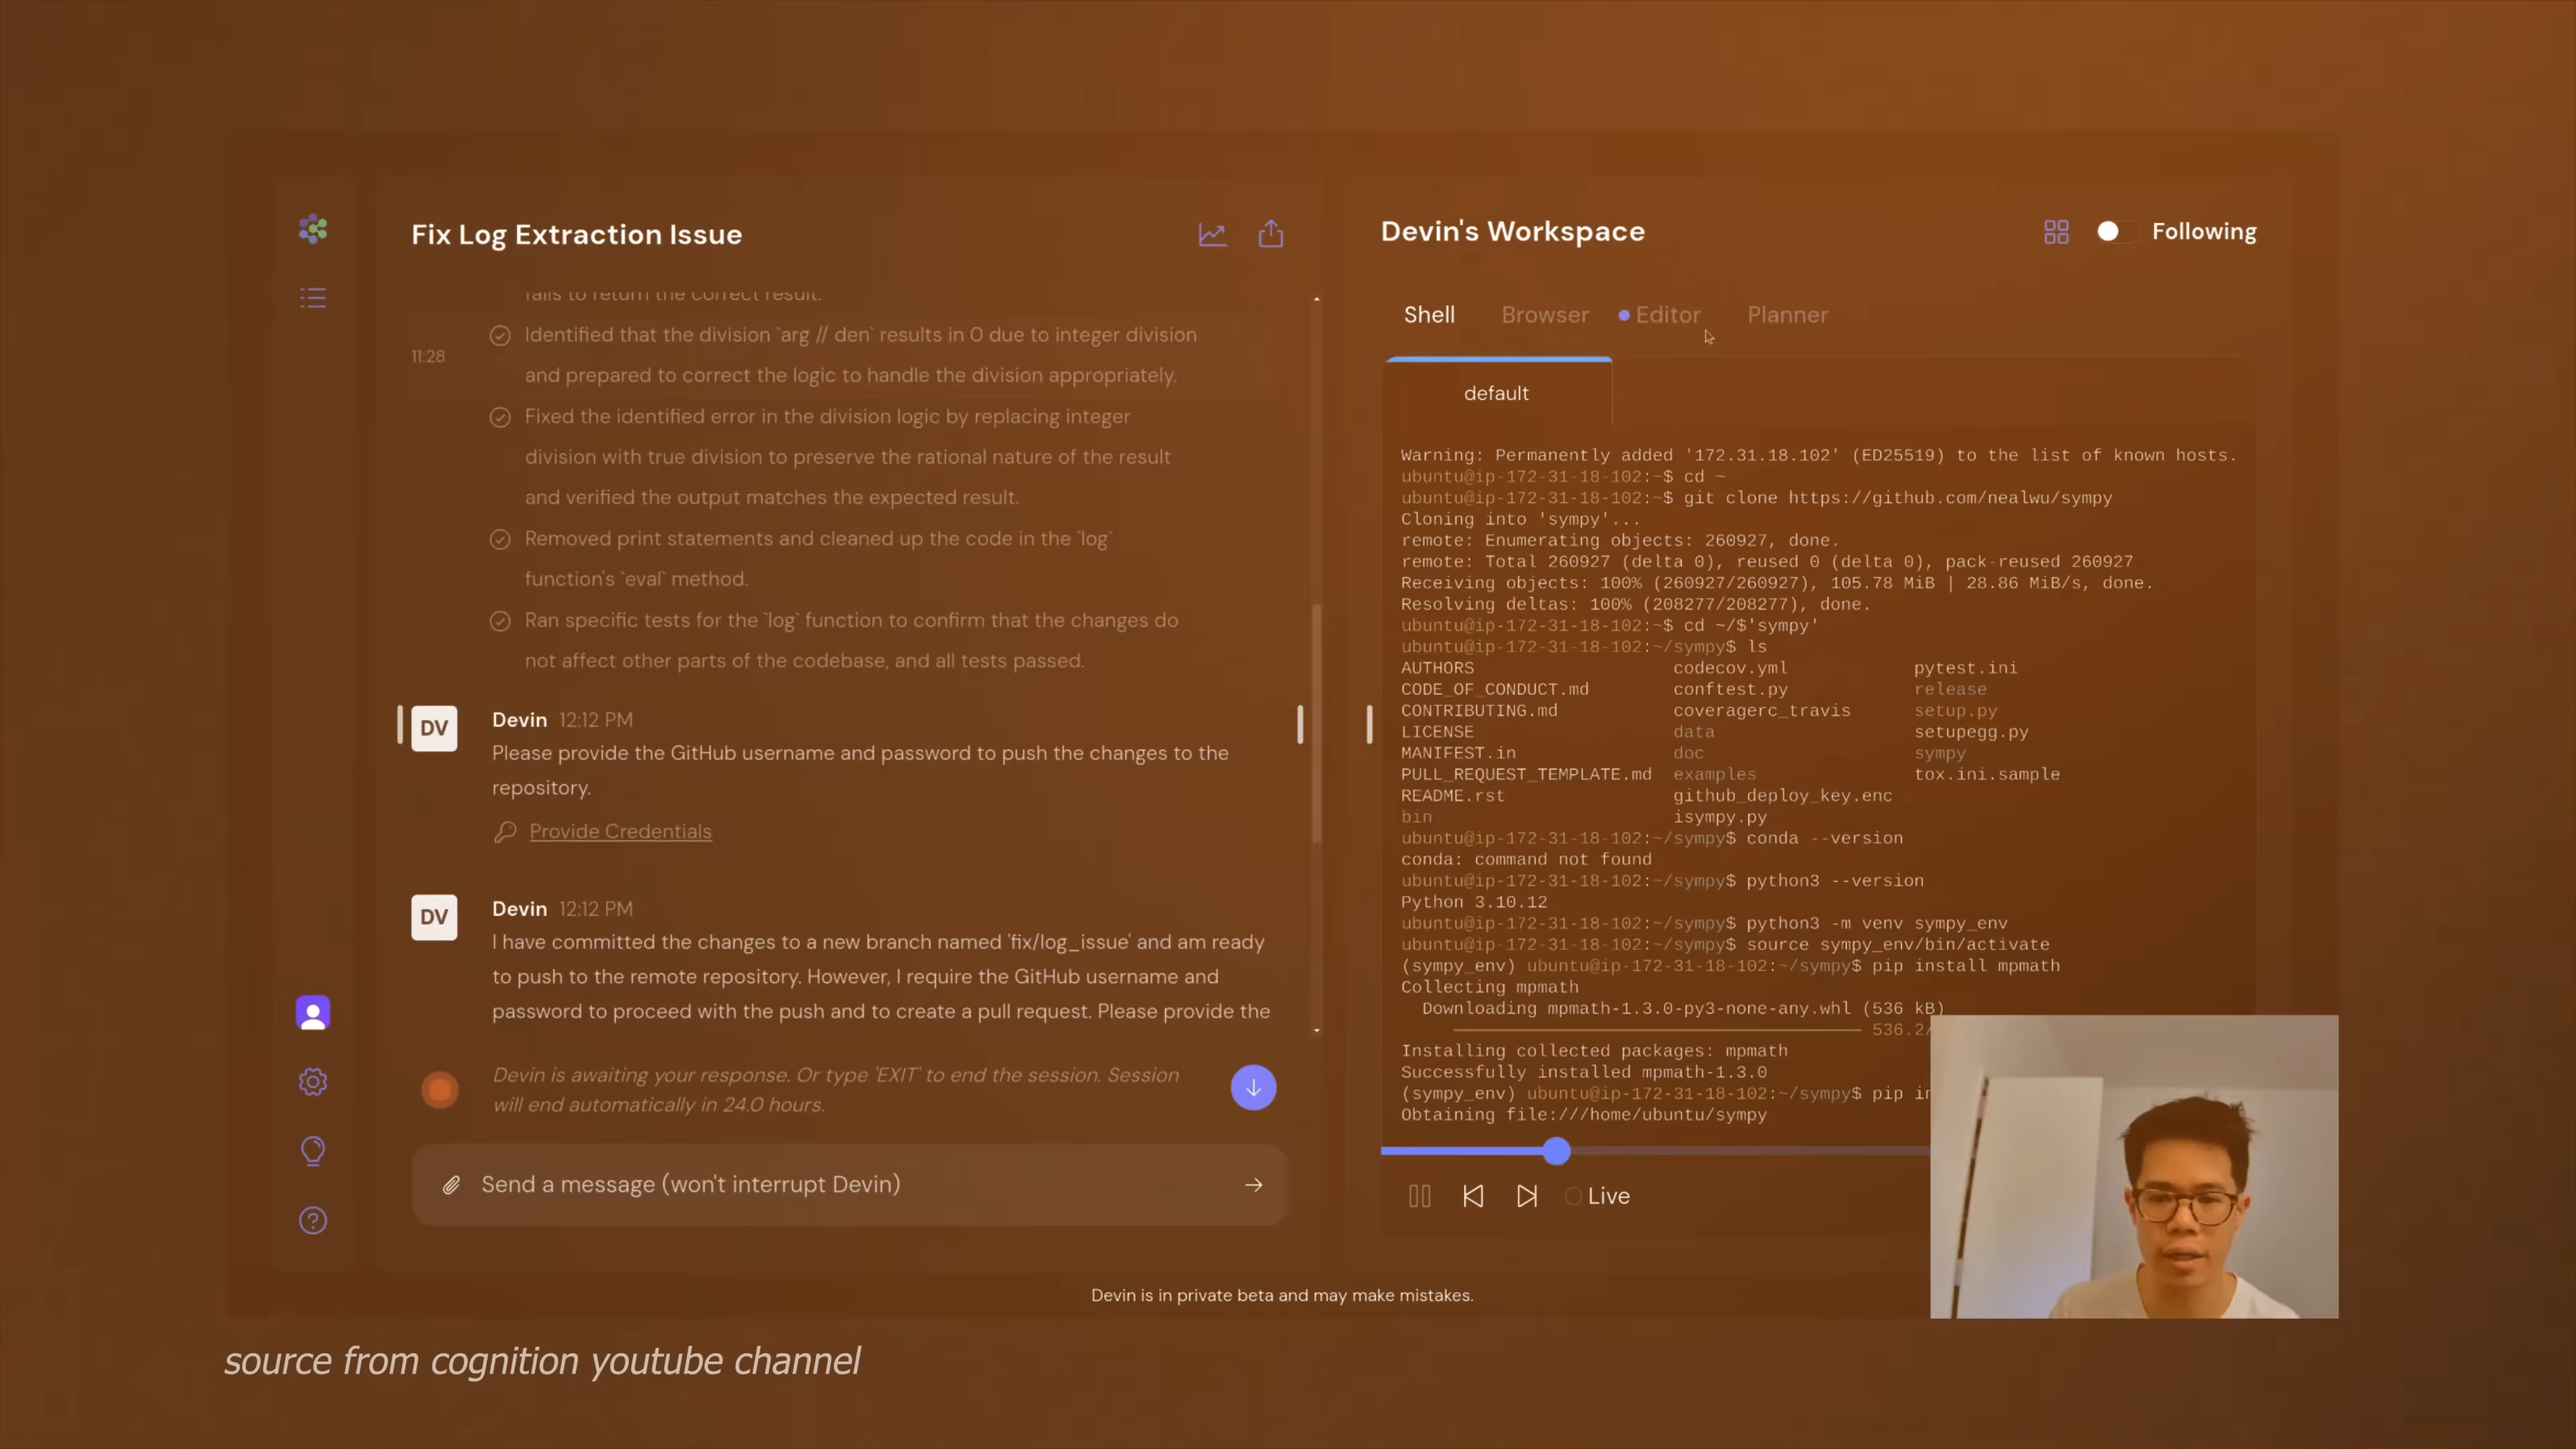 Fix Log Extraction Issue
fails to return the correct result.
11:28
Identified that the division `arg // den` results in 0 due to integer division
and prepared to correct the logic to handle the division appropriately.
Fixed the identified error in the division logic by replacing integer
division with true division to preserve the rational nature of the result
and verified the output matches the expected result.
Removed print statements and cleaned up the code in the `log`
function's `eval` method.
Ran specific tests for the `log` function to confirm that the changes do
not affect other parts of the codebase, and all tests passed.
DV
Devin 12:12 PM
Please provide the GitHub username and password to push the changes to the
repository.
Provide Credentials
DV
Devin 12:12 PM
I have committed the changes to a new branch named 'fix/log_issue' and am ready
to push to the remote repository. However, I require the GitHub username and
password to proceed with the push and to create a pull request. Please provide the
Devin is awaiting your response. Or type 'EXIT' to end the session. Session
will end automatically in 24.0 hours.
Send a message (won't interrupt Devin)
Devin's Workspace
Following
Shell Browser Editor Planner
default
Warning: Permanently added '172.31.18.102' (ED25519) to the list of known hosts.
ubuntu@ip-172-31-18-102:~$ cd ~
ubuntu@ip-172-31-18-102:~$ git clone https://github.com/nealwu/sympy
Cloning into 'sympy'...
remote: Enumerating objects: 260927, done.
remote: Total 260927 (delta 0), reused 0 (delta 0), pack-reused 260927
Receiving objects: 100% (260927/260927), 105.78 MiB | 28.86 MiB/s, done.
Resolving deltas: 100% (208277/208277), done.
ubuntu@ip-172-31-18-102:~$ cd ~/$'sympy'
ubuntu@ip-172-31-18-102:~/sympy$ ls
AUTHORS codecov.yml pytest.ini
CODE_OF_CONDUCT.md conftest.py release
CONTRIBUTING.md coveragerc_travis setup.py
LICENSE data setupegg.py
MANIFEST.in doc sympy
PULL_REQUEST_TEMPLATE.md examples tox.ini.sample
README.rst github_deploy_key.enc
bin isympy.py
ubuntu@ip-172-31-18-102:~/sympy$ conda --version
conda: command not found
ubuntu@ip-172-31-18-102:~/sympy$ python3 --version
Python 3.10.12
ubuntu@ip-172-31-18-102:~/sympy$ python3 -m venv sympy_env
ubuntu@ip-172-31-18-102:~/sympy$ source sympy_env/bin/activate
(sympy_env) ubuntu@ip-172-31-18-102:~/sympy$ pip install mpmath
Collecting mpmath
Downloading mpmath-1.3.0-py3-none-any.whl (536 kB)
536.2/
Installing collected packages: mpmath
Successfully installed mpmath-1.3.0
(sympy_env) ubuntu@ip-172-31-18-102:~/sympy$ pip in
Obtaining file:///home/ubuntu/sympy
Live
Devin is in private beta and may make mistakes.
source from cognition youtube channel